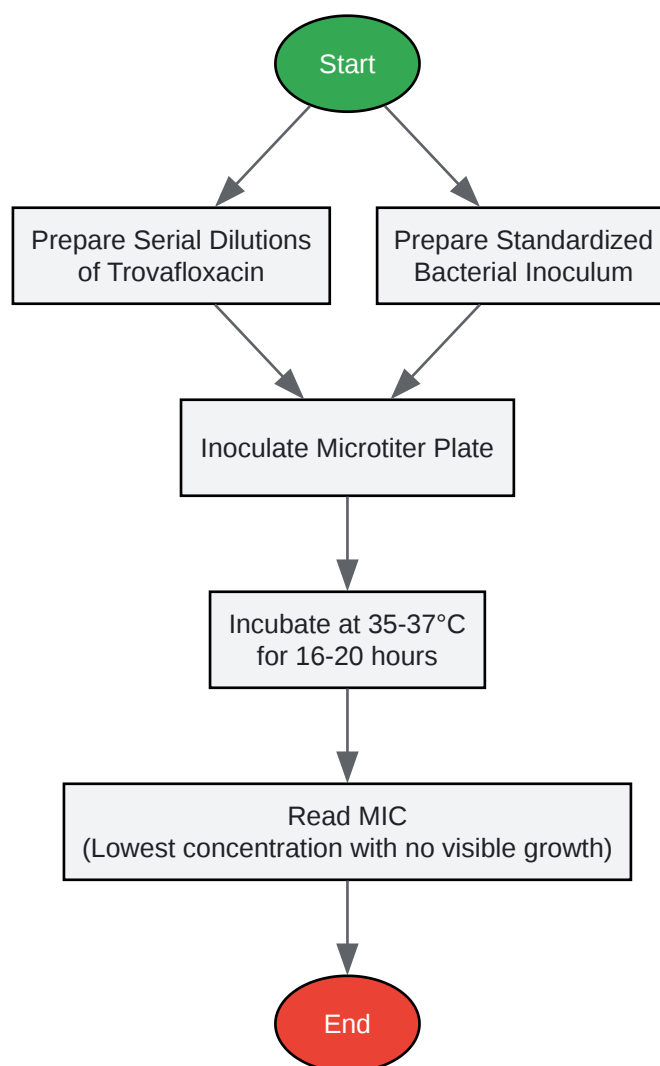 Start
Prepare Serial Dilutions
of Trovafloxacin
Prepare Standardized
Bacterial Inoculum
Inoculate Microtiter Plate
Incubate at 35-37°C
for 16-20 hours
Read MIC
(Lowest concentration with no visible growth)
End